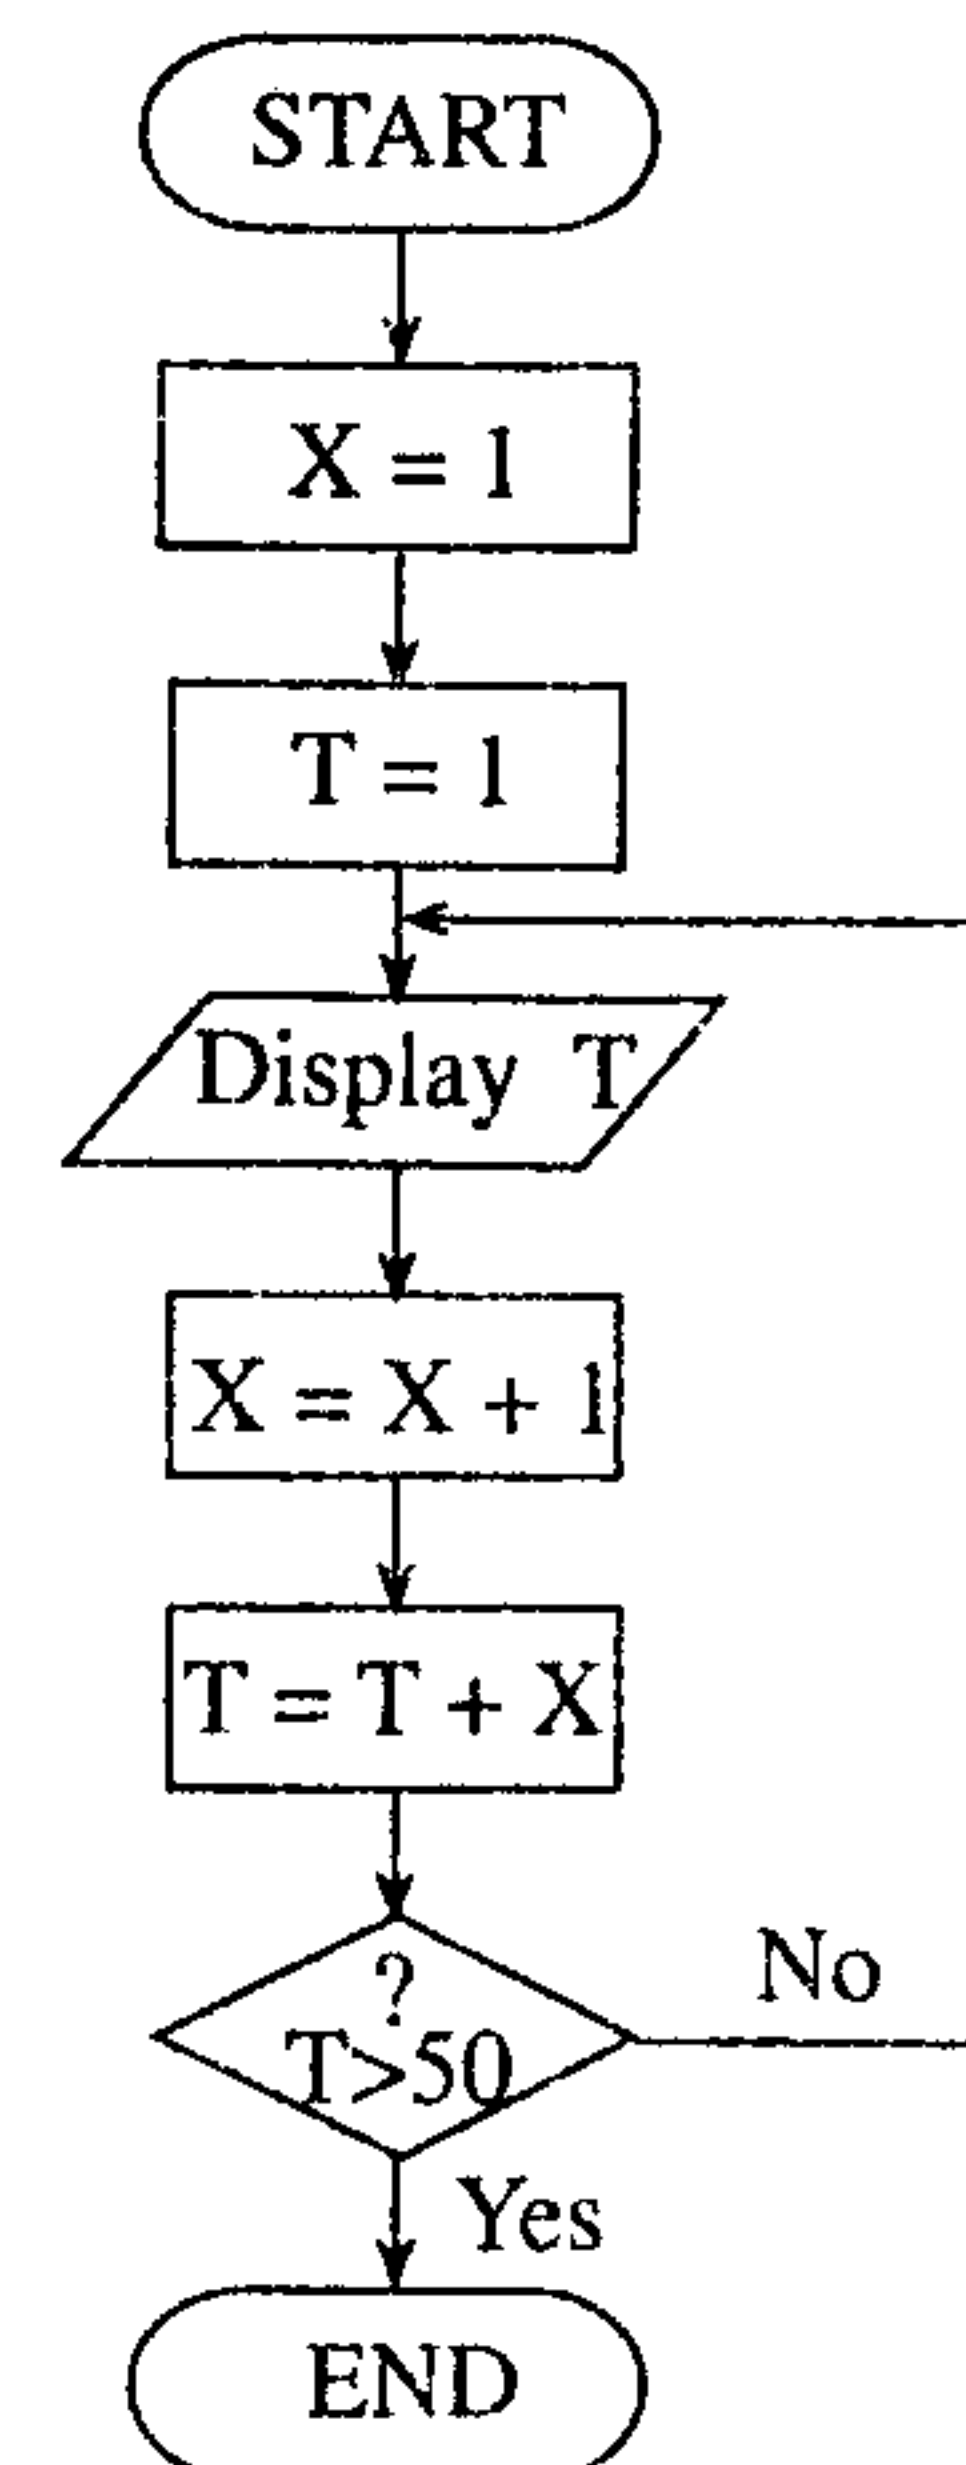 START
X = 1
T = 1
Display T
X = X + 1
T = T + X
?
T>50
No
Yes
END